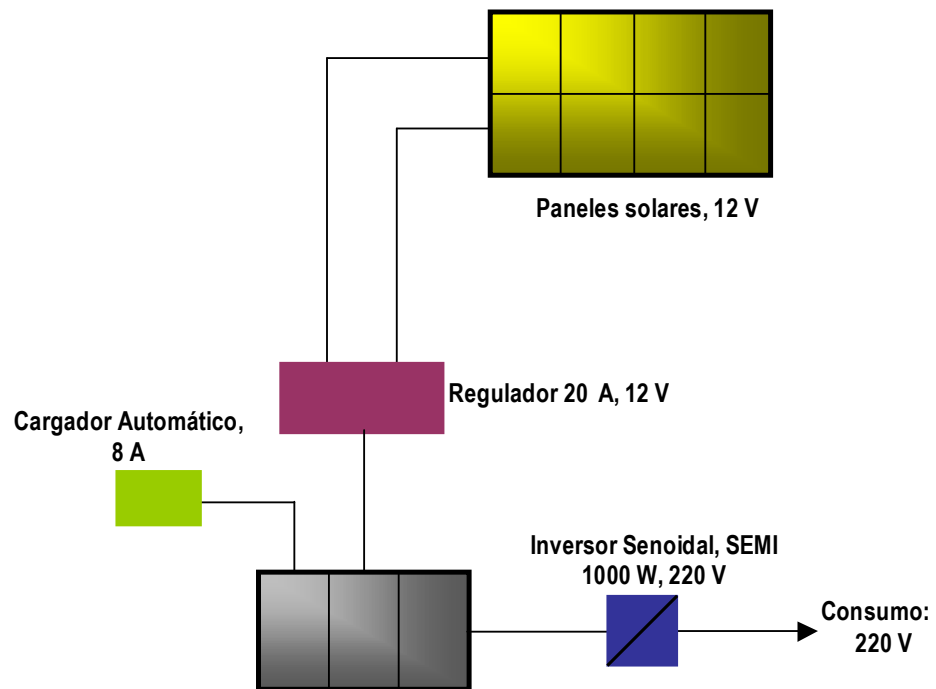 Paneles solares, 12 V
Regulador 20 A, 12 V
Cargador Automático,
8 A
Inversor Senoidal, SEMI
1000 W, 220 V
Consumo:
220 V